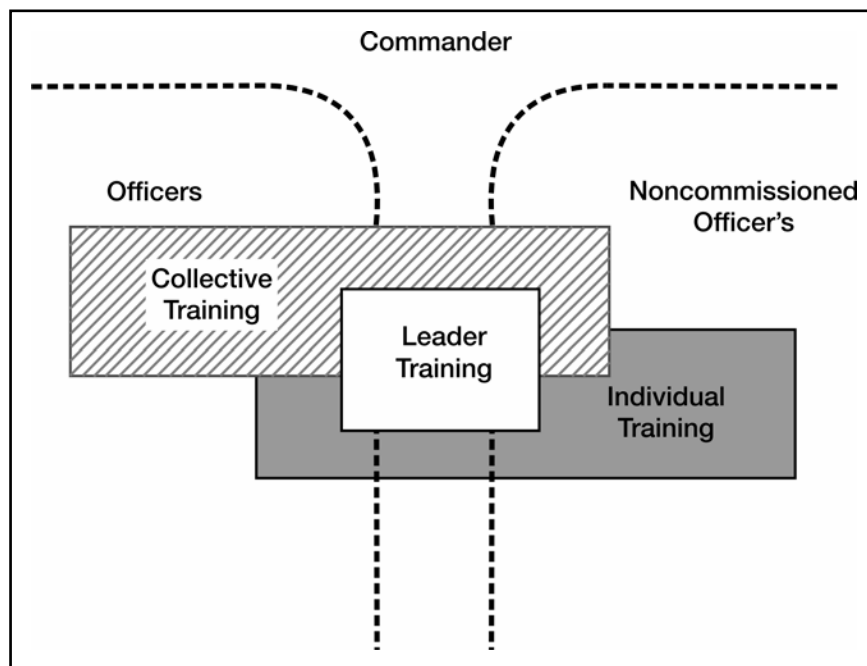 Commander
Officers
Noncommissioned
Officer's
Collective
Training
Leader
Training
Individual
Training